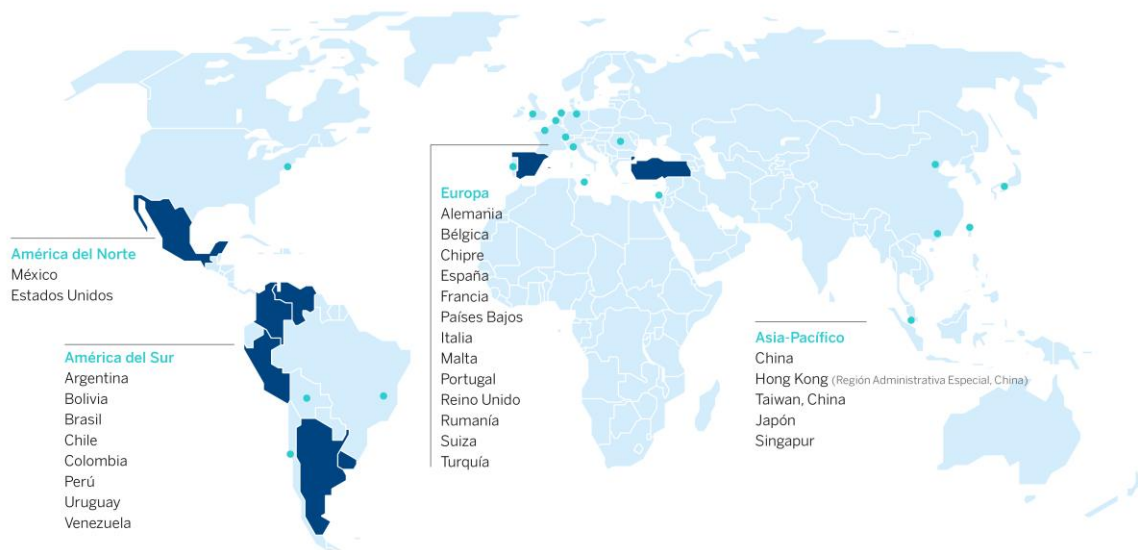 América del Norte
México
Estados Unidos
América del Sur
Argentina
Bolivia
Brasil
Chile
Colombia
Perú
Uruguay
Venezuela
Europa
Alemania
Bélgica
Chipre
España
Francia
Países Bajos
Italia
Malta
Portugal
Reino Unido
Rumanía
Suiza
Turquía
Asia-Pacífico
China
Hong Kong (Región Administrativa Especial, China)
Taiwan, China
Japón
Singapur